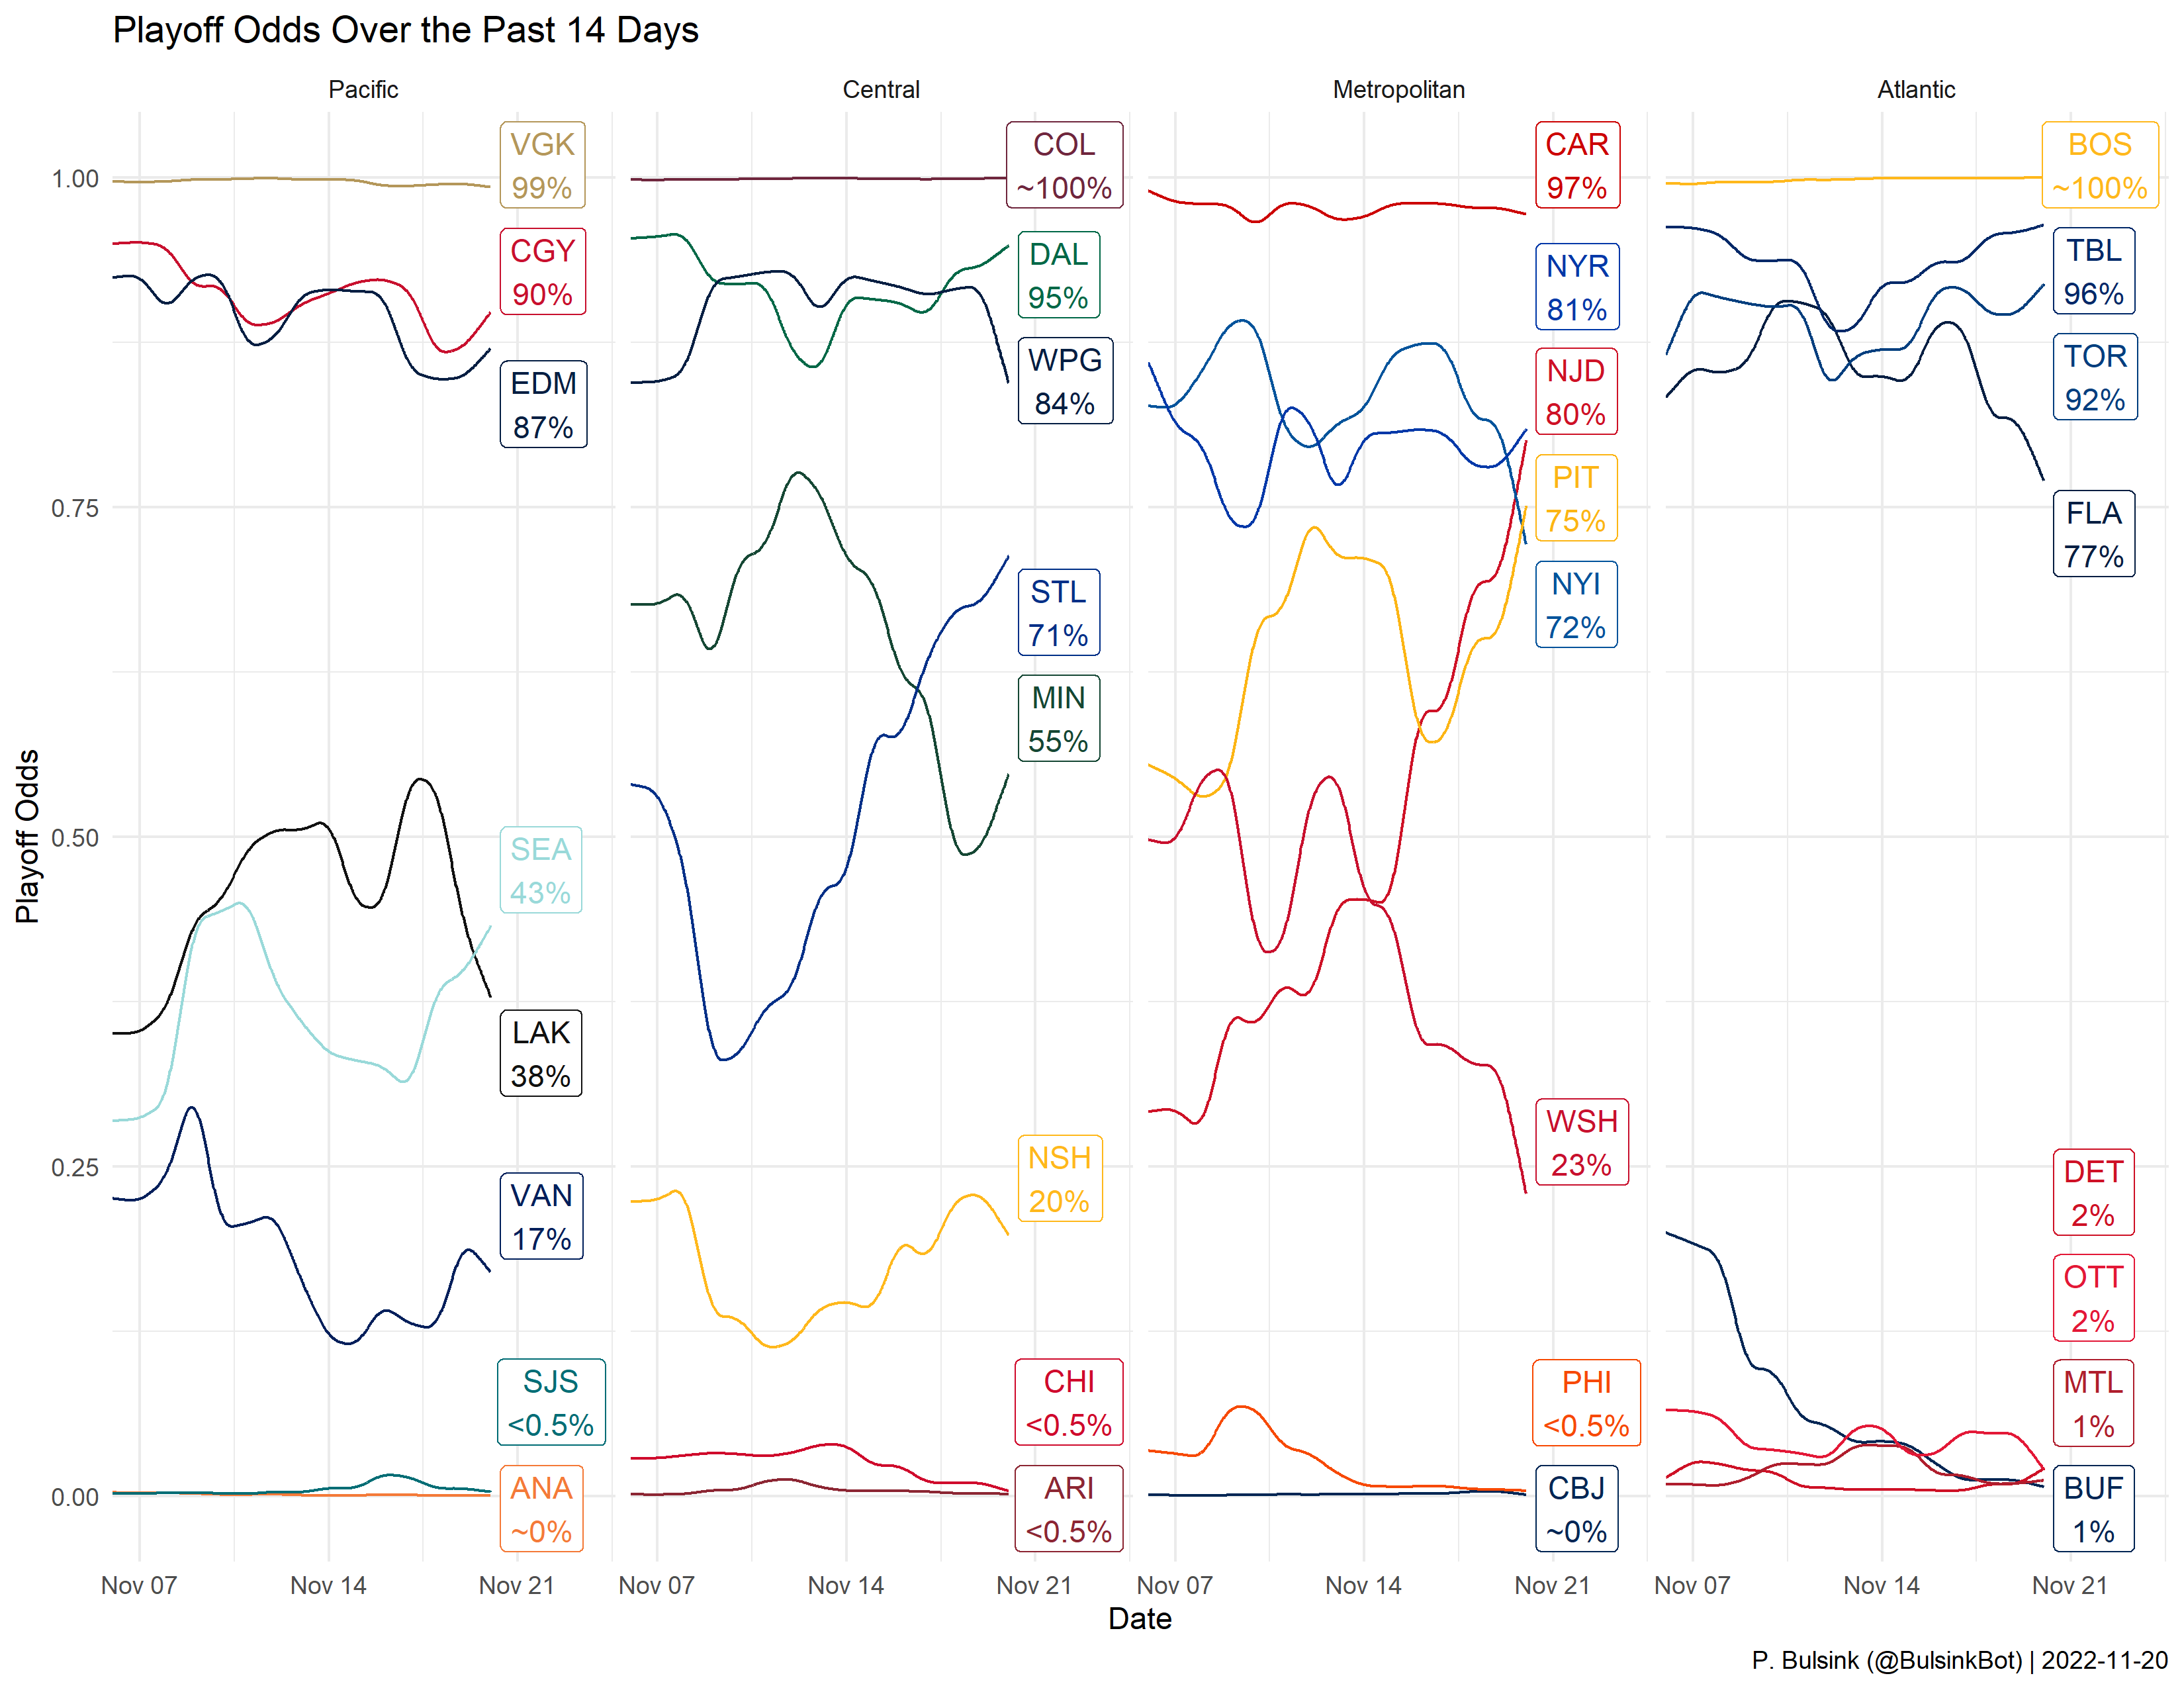 Playoff Odds Over the Past 14 Days
Pacific
Central
Metropolitan
Atlantic
Playoff Odds
1.00
0.75
0.50
0.25
0.00
VGK
99%
CGY
90%
EDM
87%
SEA
43%
LAK
38%
VAN
17%
SJS
<0.5%
ANA
~0%
COL
~100%
DAL
95%
WPG
84%
STL
71%
MIN
55%
NSH
20%
CHI
<0.5%
ARI
<0.5%
CAR
97%
NYR
81%
NJD
80%
PIT
75%
NYI
72%
WSH
23%
PHI
<0.5%
CBJ
~0%
BOS
~100%
TBL
96%
TOR
92%
FLA
77%
DET
2%
OTT
2%
MTL
1%
BUF
1%
Nov 07
Nov 14
Nov 21
Nov 07
Nov 14
Nov 21
Nov 07
Nov 14
Nov 21
Nov 07
Nov 14
Nov 21
Date
P. Bulsink (@BulsinkBot) | 2022-11-20